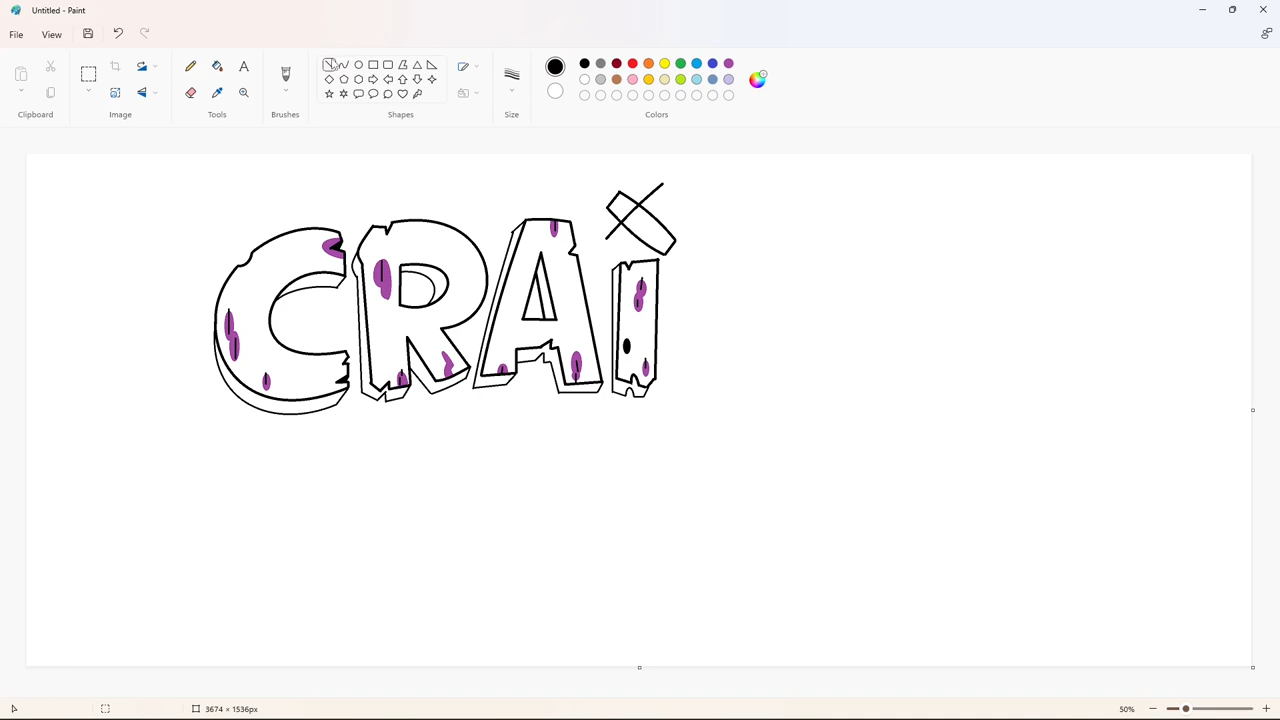 Untitled - Paint
File View
Clipboard Image Tools Brushes Shapes Size Colors
CRAi
3674 × 1536px 50%